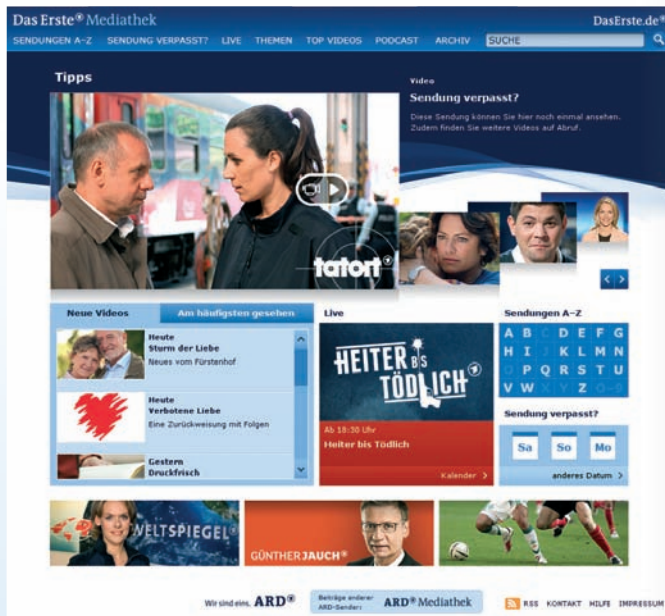 Das Erste® Mediathek
DasErste.de®
SENDUNGEN A–Z SENDUNG VERPASST? LIVE THEMEN TOP VIDEOS PODCAST ARCHIV SUCHE
Tipps
Video
Sendung verpasst?
Diese Sendung können Sie hier noch einmal ansehen.
Zudem finden Sie weitere Videos auf Abruf.
tatort
Neue Videos Am häufigsten gesehen
Heute
Sturm der Liebe
Neues vom Fürstenhof
Heute
Verbotene Liebe
Eine Zurückweisung mit Folgen
Gestern
Druckfrisch
Live
HEITER BIS
TÖDLICH
Ab 18:30 Uhr
Heiter bis Tödlich
Kalender >
Sendungen A–Z
A B C D E F G
H I J K L M N
O P Q R S T U
V W X Y Z 0–9
Sendung verpasst?
Sa So Mo
anderes Datum >
WELTSPIEGEL
GÜNTHER JAUCH®
Wir sind eins. ARD®
Beiträge anderer
ARD-Sender:
ARD® Mediathek
RSS KONTAKT HILFE IMPRESSUM